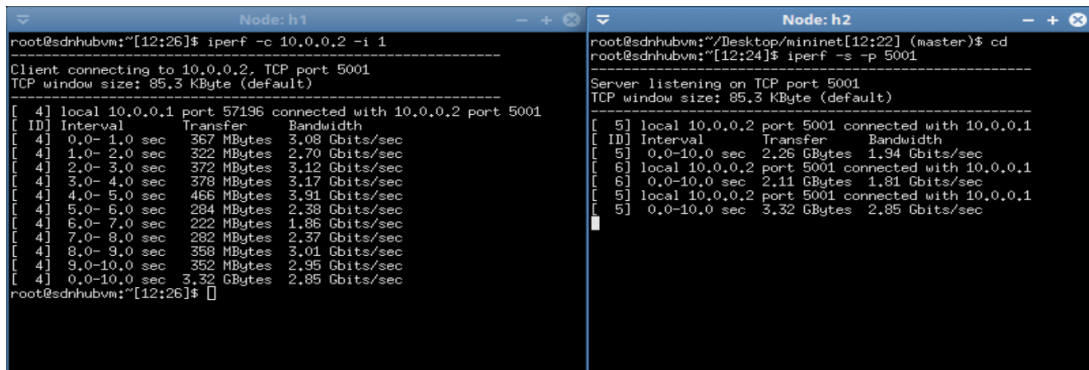 Node: h1
root@sdnhubvm:~[12:26]$ iperf -c 10.0.0.2 -i 1
------------------------------------------------------------
Client connecting to 10.0.0.2, TCP port 5001
TCP window size: 85.3 KByte (default)
------------------------------------------------------------
[  4] local 10.0.0.1 port 57196 connected with 10.0.0.2 port 5001
[ ID] Interval       Transfer     Bandwidth
[  4]  0.0- 1.0 sec   367 MBytes  3.08 Gbits/sec
[  4]  1.0- 2.0 sec   322 MBytes  2.70 Gbits/sec
[  4]  2.0- 3.0 sec   372 MBytes  3.12 Gbits/sec
[  4]  3.0- 4.0 sec   378 MBytes  3.17 Gbits/sec
[  4]  4.0- 5.0 sec   466 MBytes  3.91 Gbits/sec
[  4]  5.0- 6.0 sec   284 MBytes  2.38 Gbits/sec
[  4]  6.0- 7.0 sec   222 MBytes  1.86 Gbits/sec
[  4]  7.0- 8.0 sec   282 MBytes  2.37 Gbits/sec
[  4]  8.0- 9.0 sec   358 MBytes  3.01 Gbits/sec
[  4]  9.0-10.0 sec   352 MBytes  2.95 Gbits/sec
[  4]  0.0-10.0 sec  3.32 GBytes  2.85 Gbits/sec
root@sdnhubvm:~[12:26]$
Node: h2
root@sdnhubvm:~/Desktop/mininet[12:22] (master)$ cd
root@sdnhubvm:~[12:24]$ iperf -s -p 5001
------------------------------------------------------------
Server listening on TCP port 5001
TCP window size: 85.3 KByte (default)
------------------------------------------------------------
[  5] local 10.0.0.2 port 5001 connected with 10.0.0.1
[ ID] Interval       Transfer     Bandwidth
[  5]  0.0-10.0 sec  2.26 GBytes  1.94 Gbits/sec
[  6] local 10.0.0.2 port 5001 connected with 10.0.0.1
[  6]  0.0-10.0 sec  2.11 GBytes  1.81 Gbits/sec
[  5] local 10.0.0.2 port 5001 connected with 10.0.0.1
[  5]  0.0-10.0 sec  3.32 GBytes  2.85 Gbits/sec